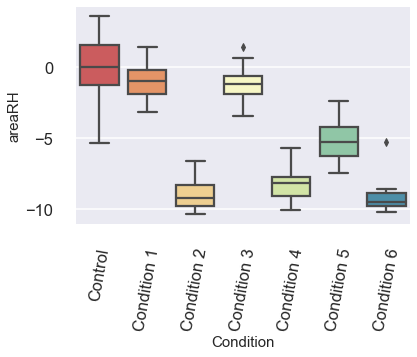 areaRH
0
−5
−10
Control
Condition 1
Condition 2
Condition 3
Condition 4
Condition 5
Condition 6
Condition